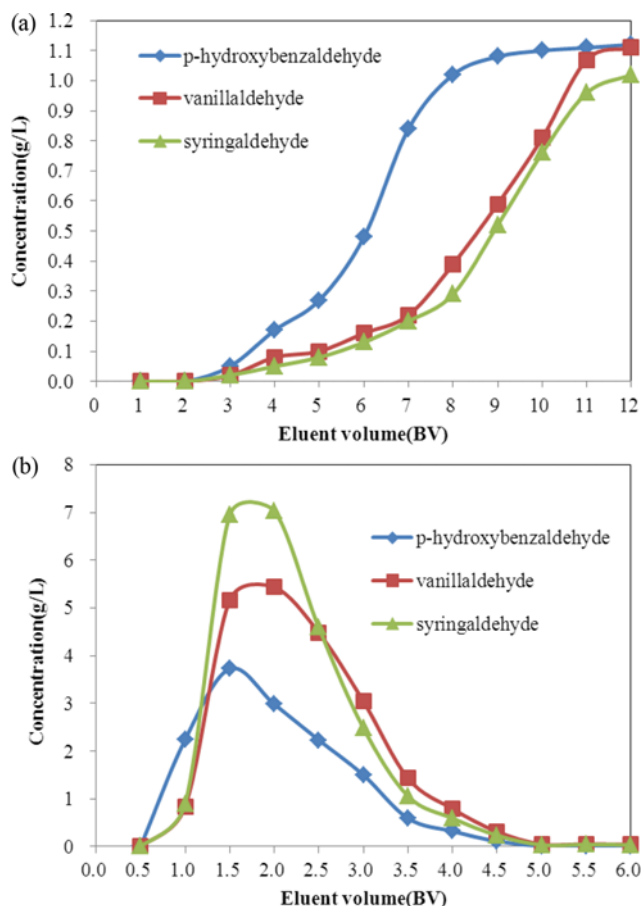 (a)
1.2
1.1
1.0
0.9
0.8
0.7
0.6
0.5
0.4
0.3
0.2
0.1
0.0
Concentration(g/L)
p-hydroxybenzaldehyde
vanillaldehyde
syringaldehyde
0 1 2 3 4 5 6 7 8 9 10 11 12
Eluent volume(BV)
(b)
8
7
6
5
4
3
2
1
0
Concentration(g/L)
p-hydroxybenzaldehyde
vanillaldehyde
syringaldehyde
0.0 0.5 1.0 1.5 2.0 2.5 3.0 3.5 4.0 4.5 5.0 5.5 6.0
Eluent volume(BV)